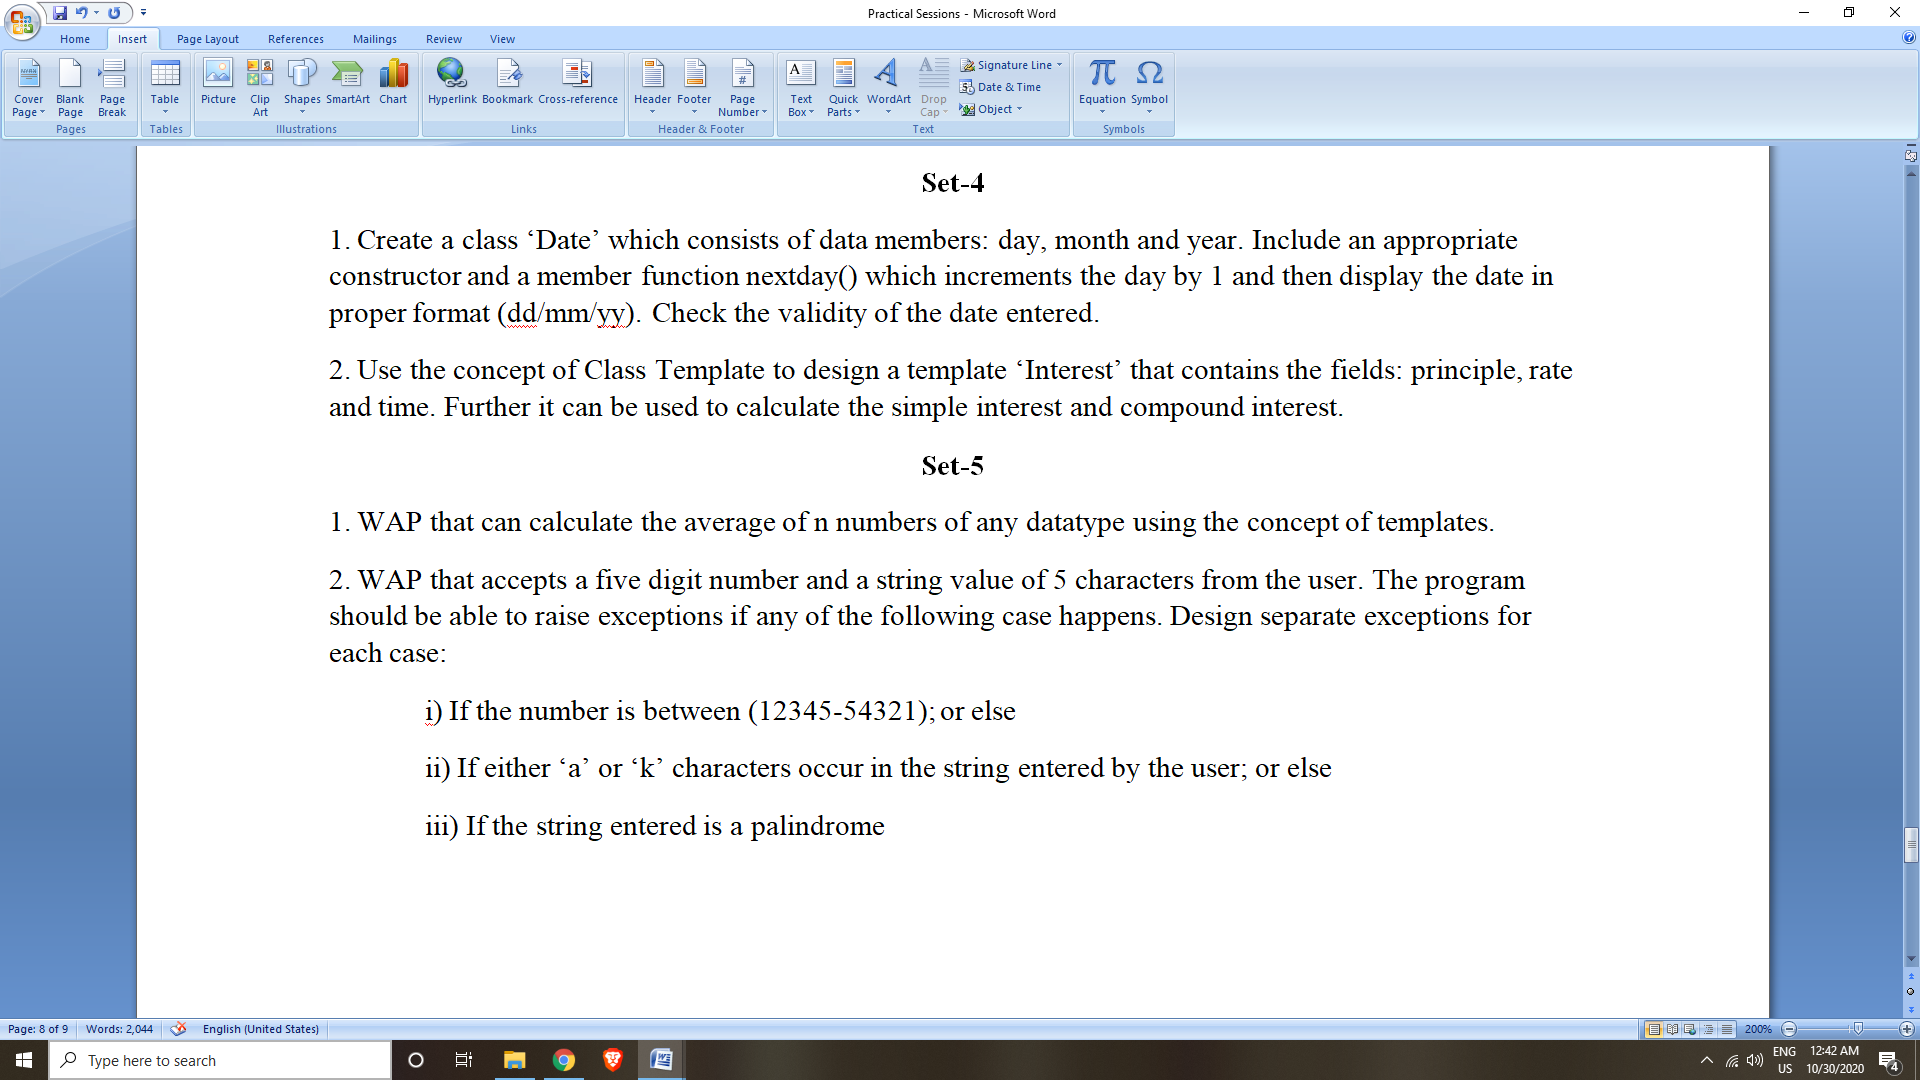 Practical Sessions - Microsoft Word
Home Insert Page Layout References Mailings Review View
Cover Page Blank Page Page Break
Pages
Table
Tables
Picture Clip Art Shapes SmartArt Chart
Illustrations
Hyperlink Bookmark Cross-reference
Links
Header Footer Page Number
Header & Footer
Text Box Quick Parts WordArt Drop Cap
Signature Line
Date & Time
Object
Text
Equation Symbol
Symbols
Set-4
1. Create a class ‘Date’ which consists of data members: day, month and year. Include an appropriate
constructor and a member function nextday() which increments the day by 1 and then display the date in
proper format (dd/mm/yy). Check the validity of the date entered.
2. Use the concept of Class Template to design a template ‘Interest’ that contains the fields: principle, rate
and time. Further it can be used to calculate the simple interest and compound interest.
Set-5
1. WAP that can calculate the average of n numbers of any datatype using the concept of templates.
2. WAP that accepts a five digit number and a string value of 5 characters from the user. The program
should be able to raise exceptions if any of the following case happens. Design separate exceptions for
each case:
i) If the number is between (12345-54321); or else
ii) If either ‘a’ or ‘k’ characters occur in the string entered by the user; or else
iii) If the string entered is a palindrome
Page: 8 of 9 Words: 2,044 English (United States) 200%
Type here to search
ENG
US
12:42 AM
10/30/2020
4